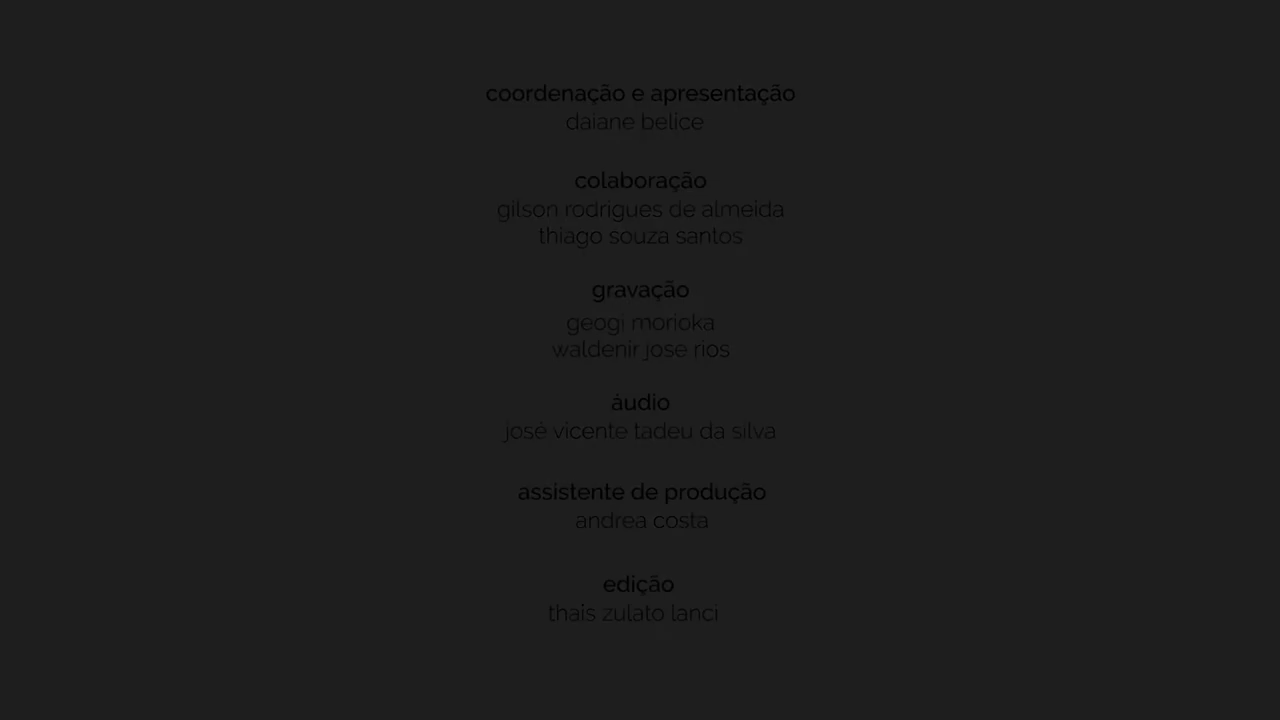 coordenação e apresentação
daiane belice
colaboração
gilson rodrigues de almeida
thiago souza santos
gravação
geogi morioka
waldenir jose rios
áudio
josé vicente tadeu da silva
assistente de produção
andrea costa
edição
thais zulato lanci